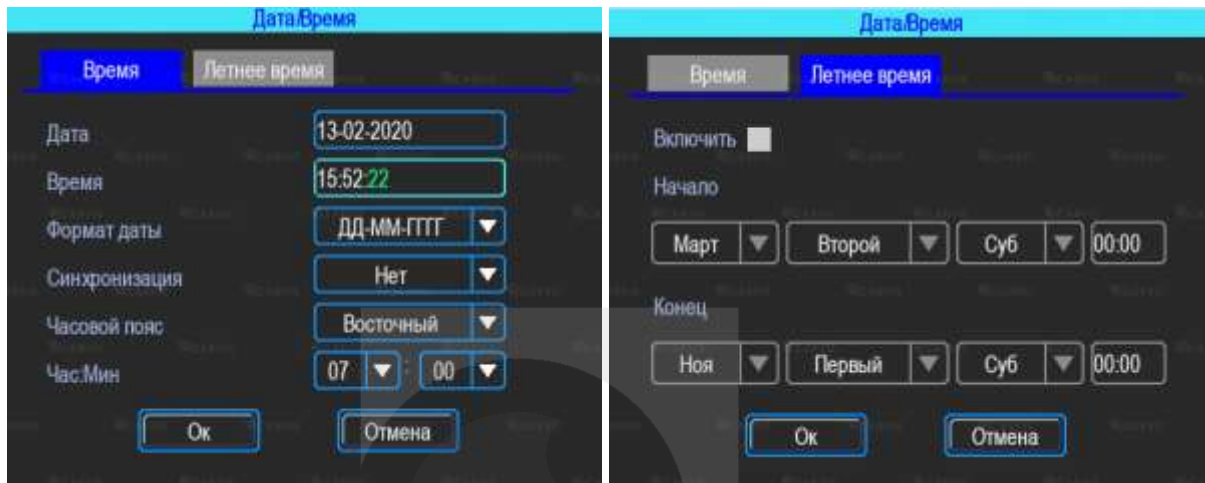 Дата/Время
Время Летнее время
Дата 13-02-2020
Время 15:52:22
Формат даты ДД-ММ-ГГГГ
Синхронизация Нет
Часовой пояс Восточный
Час:Мин 07 : 00
Ок Отмена
Дата/Время
Время Летнее время
Включить
Начало
Март Второй Суб 00:00
Конец
Ноя Первый Суб 00:00
Ок Отмена